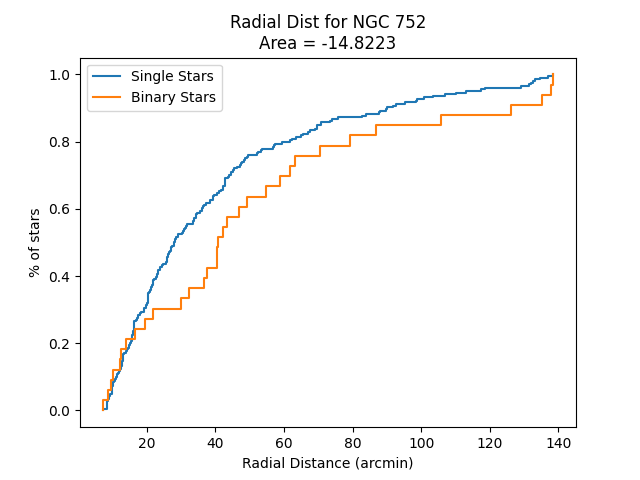 Radial Dist for NGC 752
Area = -14.8223
Single Stars
Binary Stars
1.0
0.8
0.6
0.4
0.2
0.0
% of stars
20 40 60 80 100 120 140
Radial Distance (arcmin)